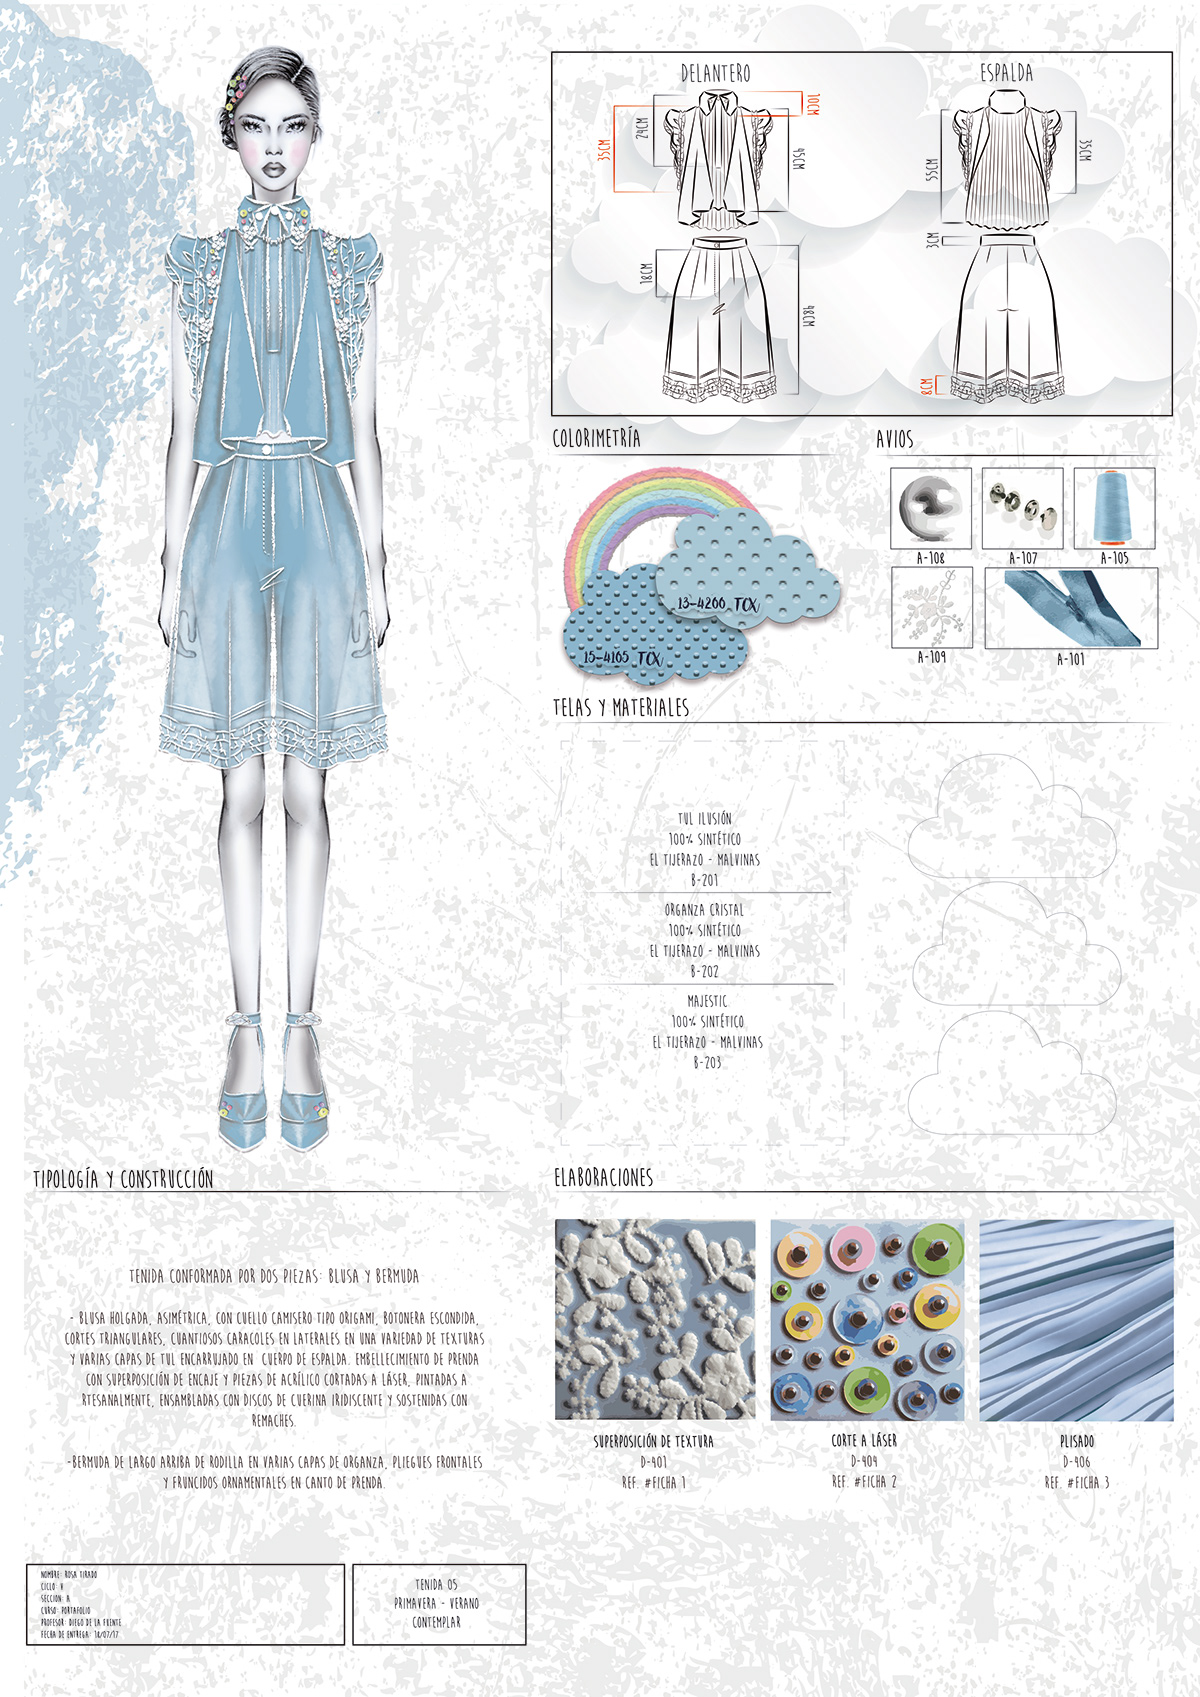 DELANTERO
ESPALDA
10CM
24CM
35CM
45CM
55CM
35CM
3CM
18CM
48CM
8CM
COLORIMETRÍA
AVIOS
13-4200 TCX
15-4105 TCX
A-108
A-107
A-105
A-109
A-101
TELAS Y MATERIALES
TUL ILUSIÓN
100% SINTÉTICO
EL TIJERAZO - MALVINAS
B-201
ORGANZA CRISTAL
100% SINTÉTICO
EL TIJERAZO - MALVINAS
B-202
MAJESTIC
100% SINTÉTICO
EL TIJERAZO - MALVINAS
B-203
TIPOLOGÍA Y CONSTRUCCIÓN
TENIDA CONFORMADA POR DOS PIEZAS: BLUSA Y BERMUDA
- BLUSA HOLGADA, ASIMÉTRICA, CON CUELLO CAMISERO TIPO ORIGAMI, BOTONERA ESCONDIDA,
CORTES TRIANGULARES, CUANTIOSOS CARACOLES EN LATERALES EN UNA VARIEDAD DE TEXTURAS
Y VARIAS CAPAS DE TUL ENCARRUJADO EN CUERPO DE ESPALDA. EMBELLECIMIENTO DE PRENDA
CON SUPERPOSICIÓN DE ENCAJE Y PIEZAS DE ACRÍLICO CORTADAS A LÁSER, PINTADAS A
RTESANALMENTE, ENSAMBLADAS CON DISCOS DE CUERINA IRIDISCENTE Y SOSTENIDAS CON
REMACHES.
-BERMUDA DE LARGO ARRIBA DE RODILLA EN VARIAS CAPAS DE ORGANZA, PLIEGUES FRONTALES
Y FRUNCIDOS ORNAMENTALES EN CANTO DE PRENDA.
ELABORACIONES
SUPERPOSICIÓN DE TEXTURA
D-401
REF. #FICHA 1
CORTE A LÁSER
D-404
REF. #FICHA 2
PLISADO
D-406
REF. #FICHA 3
NOMBRE: ROSA TIRADO
CICLO: V
SECCION: A
CURSO: PORTAFOLIO
PROFESOR: DIEGO DE LA FRENTE
FECHA DE ENTREGA: 18/07/17
TENIDA 05
PRIMAVERA - VERANO
CONTEMPLAR